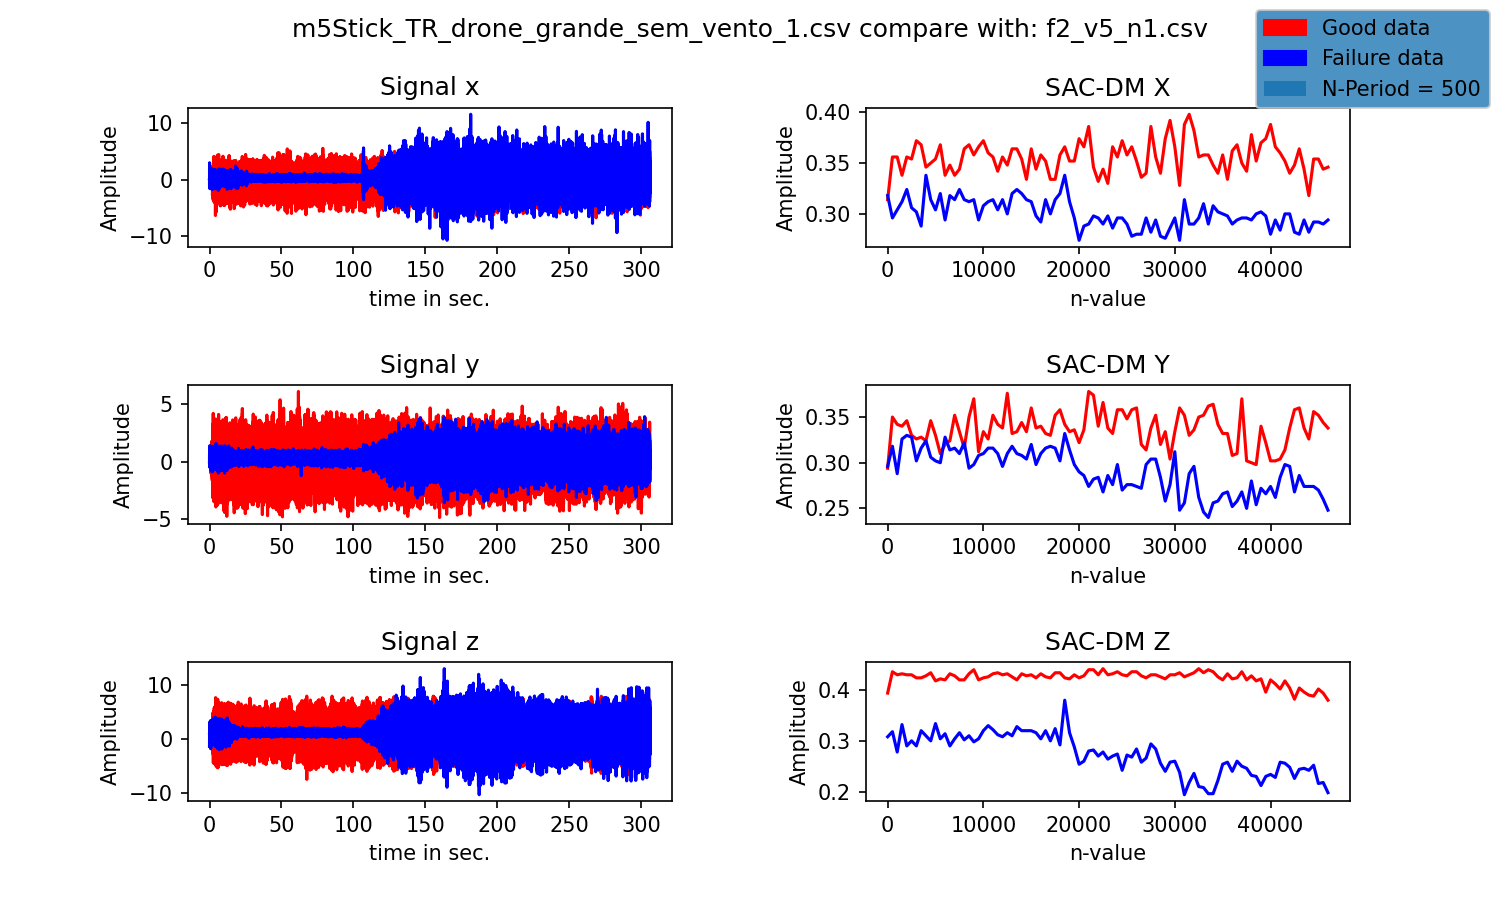 m5Stick_TR_drone_grande_sem_vento_1.csv compare with: f2_v5_n1.csv
Good data
Failure data
N-Period = 500
Signal x
Amplitude
10
0
−10
0 50 100 150 200 250 300
time in sec.
SAC-DM X
Amplitude
0.40
0.35
0.30
0 10000 20000 30000 40000
n-value
Signal y
Amplitude
5
0
−5
0 50 100 150 200 250 300
time in sec.
SAC-DM Y
Amplitude
0.35
0.30
0.25
0 10000 20000 30000 40000
n-value
Signal z
Amplitude
10
0
−10
0 50 100 150 200 250 300
time in sec.
SAC-DM Z
Amplitude
0.4
0.3
0.2
0 10000 20000 30000 40000
n-value